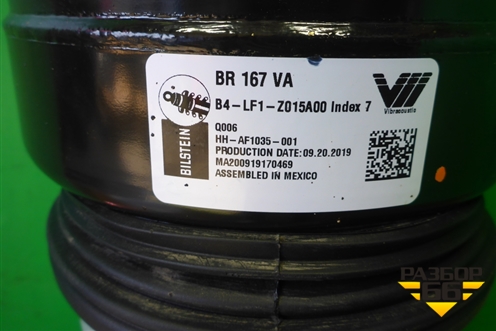 BR 167 VA
B4-LF1-Z015A00 Index 7
Vibracoustic
BILSTEIN
Q006
HH-AF1035-001
PRODUCTION DATE:09.20.2019
MA200919170469
ASSEMBLED IN MEXICO
РАЗБОР
66